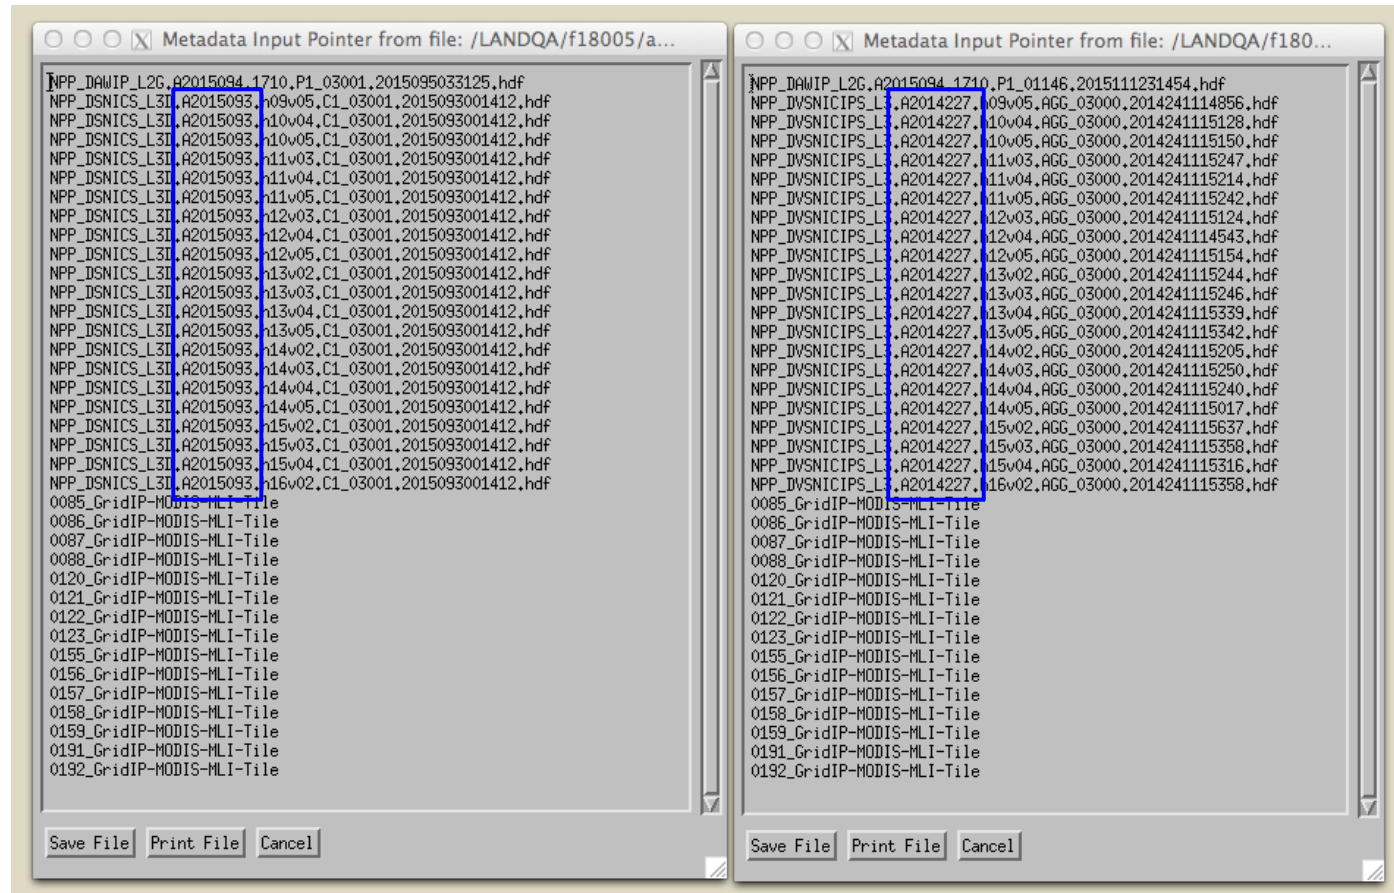 Metadata Input Pointer from file: /LANDQA/f18005/a...
NPP_DAWIP_L2G.A2015094.1710.P1_03001.2015095033125.hdf
NPP_DSNICS_L3D.A2015093.h09v05.C1_03001.2015093001412.hdf
NPP_DSNICS_L3D.A2015093.h10v04.C1_03001.2015093001412.hdf
NPP_DSNICS_L3D.A2015093.h10v05.C1_03001.2015093001412.hdf
NPP_DSNICS_L3D.A2015093.h11v03.C1_03001.2015093001412.hdf
NPP_DSNICS_L3D.A2015093.h11v04.C1_03001.2015093001412.hdf
NPP_DSNICS_L3D.A2015093.h11v05.C1_03001.2015093001412.hdf
NPP_DSNICS_L3D.A2015093.h12v03.C1_03001.2015093001412.hdf
NPP_DSNICS_L3D.A2015093.h12v04.C1_03001.2015093001412.hdf
NPP_DSNICS_L3D.A2015093.h12v05.C1_03001.2015093001412.hdf
NPP_DSNICS_L3D.A2015093.h13v02.C1_03001.2015093001412.hdf
NPP_DSNICS_L3D.A2015093.h13v03.C1_03001.2015093001412.hdf
NPP_DSNICS_L3D.A2015093.h13v04.C1_03001.2015093001412.hdf
NPP_DSNICS_L3D.A2015093.h13v05.C1_03001.2015093001412.hdf
NPP_DSNICS_L3D.A2015093.h14v02.C1_03001.2015093001412.hdf
NPP_DSNICS_L3D.A2015093.h14v03.C1_03001.2015093001412.hdf
NPP_DSNICS_L3D.A2015093.h14v04.C1_03001.2015093001412.hdf
NPP_DSNICS_L3D.A2015093.h14v05.C1_03001.2015093001412.hdf
NPP_DSNICS_L3D.A2015093.h15v02.C1_03001.2015093001412.hdf
NPP_DSNICS_L3D.A2015093.h15v03.C1_03001.2015093001412.hdf
NPP_DSNICS_L3D.A2015093.h15v04.C1_03001.2015093001412.hdf
NPP_DSNICS_L3D.A2015093.h16v02.C1_03001.2015093001412.hdf
0085_GridIP-MODIS-MLI-Tile
0086_GridIP-MODIS-MLI-Tile
0087_GridIP-MODIS-MLI-Tile
0088_GridIP-MODIS-MLI-Tile
0120_GridIP-MODIS-MLI-Tile
0121_GridIP-MODIS-MLI-Tile
0122_GridIP-MODIS-MLI-Tile
0123_GridIP-MODIS-MLI-Tile
0155_GridIP-MODIS-MLI-Tile
0156_GridIP-MODIS-MLI-Tile
0157_GridIP-MODIS-MLI-Tile
0158_GridIP-MODIS-MLI-Tile
0159_GridIP-MODIS-MLI-Tile
0191_GridIP-MODIS-MLI-Tile
0192_GridIP-MODIS-MLI-Tile
Save File Print File Cancel
Metadata Input Pointer from file: /LANDQA/f180...
NPP_DAWIP_L2G.A2015094.1710.P1_01146.2015111231454.hdf
NPP_DVSNICIPS_L3.A2014227.h09v05.AGG_03000.2014241114856.hdf
NPP_DVSNICIPS_L3.A2014227.h10v04.AGG_03000.2014241115128.hdf
NPP_DVSNICIPS_L3.A2014227.h10v05.AGG_03000.2014241115150.hdf
NPP_DVSNICIPS_L3.A2014227.h11v03.AGG_03000.2014241115247.hdf
NPP_DVSNICIPS_L3.A2014227.h11v04.AGG_03000.2014241115214.hdf
NPP_DVSNICIPS_L3.A2014227.h11v05.AGG_03000.2014241115242.hdf
NPP_DVSNICIPS_L3.A2014227.h12v03.AGG_03000.2014241115124.hdf
NPP_DVSNICIPS_L3.A2014227.h12v04.AGG_03000.2014241114543.hdf
NPP_DVSNICIPS_L3.A2014227.h12v05.AGG_03000.2014241115154.hdf
NPP_DVSNICIPS_L3.A2014227.h13v02.AGG_03000.2014241115244.hdf
NPP_DVSNICIPS_L3.A2014227.h13v03.AGG_03000.2014241115246.hdf
NPP_DVSNICIPS_L3.A2014227.h13v04.AGG_03000.2014241115339.hdf
NPP_DVSNICIPS_L3.A2014227.h13v05.AGG_03000.2014241115342.hdf
NPP_DVSNICIPS_L3.A2014227.h14v02.AGG_03000.2014241115205.hdf
NPP_DVSNICIPS_L3.A2014227.h14v03.AGG_03000.2014241115250.hdf
NPP_DVSNICIPS_L3.A2014227.h14v04.AGG_03000.2014241115240.hdf
NPP_DVSNICIPS_L3.A2014227.h14v05.AGG_03000.2014241115017.hdf
NPP_DVSNICIPS_L3.A2014227.h15v02.AGG_03000.2014241115637.hdf
NPP_DVSNICIPS_L3.A2014227.h15v03.AGG_03000.2014241115358.hdf
NPP_DVSNICIPS_L3.A2014227.h15v04.AGG_03000.2014241115316.hdf
NPP_DVSNICIPS_L3.A2014227.h16v02.AGG_03000.2014241115358.hdf
0085_GridIP-MODIS-MLI-Tile
0086_GridIP-MODIS-MLI-Tile
0087_GridIP-MODIS-MLI-Tile
0088_GridIP-MODIS-MLI-Tile
0120_GridIP-MODIS-MLI-Tile
0121_GridIP-MODIS-MLI-Tile
0122_GridIP-MODIS-MLI-Tile
0123_GridIP-MODIS-MLI-Tile
0155_GridIP-MODIS-MLI-Tile
0156_GridIP-MODIS-MLI-Tile
0157_GridIP-MODIS-MLI-Tile
0158_GridIP-MODIS-MLI-Tile
0159_GridIP-MODIS-MLI-Tile
0191_GridIP-MODIS-MLI-Tile
0192_GridIP-MODIS-MLI-Tile
Save File Print File Cancel